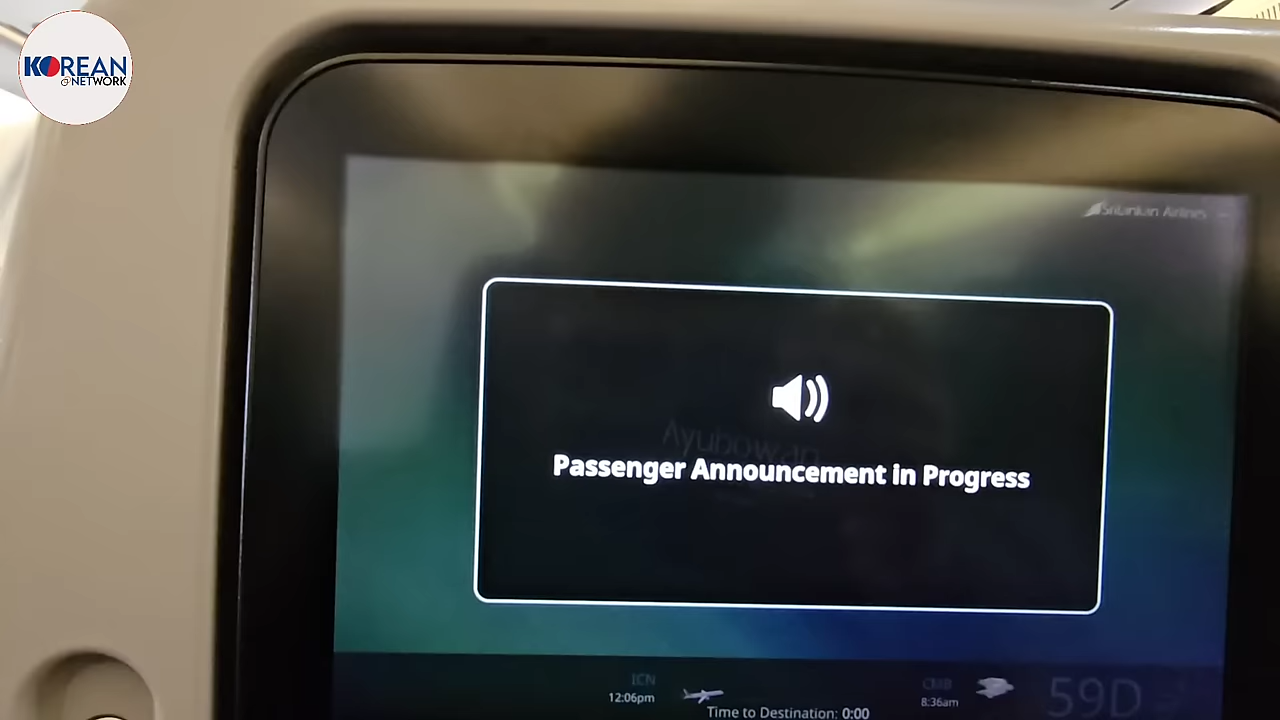 KOREAN
@NETWORK
SriLankan Airlines
Ayubowan
Passenger Announcement in Progress
ICN
12:06pm
CMB
8:36am
59D
Time to Destination: 0:00